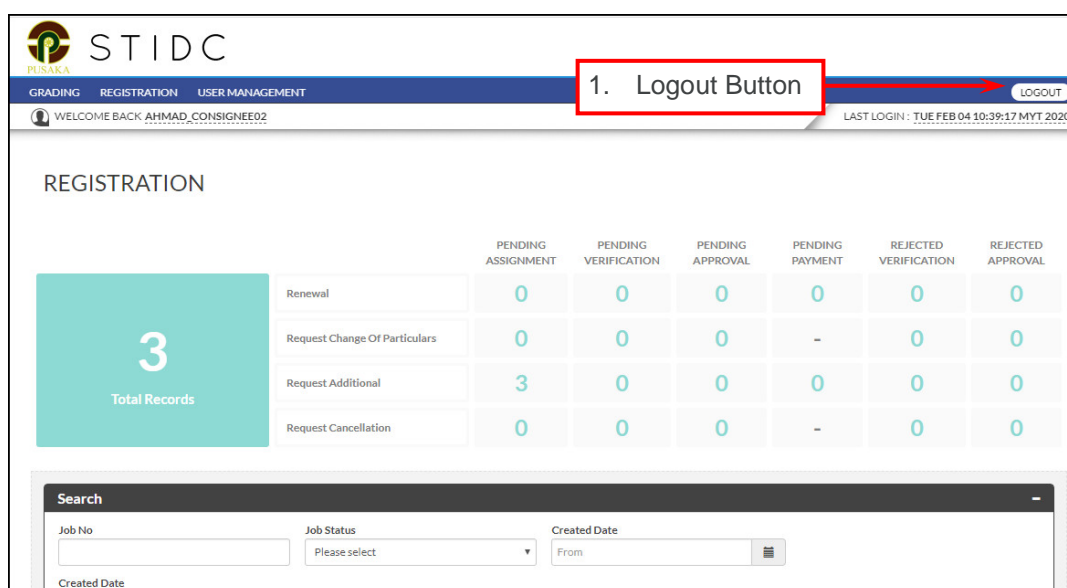 STIDC
PUSAKA
GRADING REGISTRATION USER MANAGEMENT
1. Logout Button
LOGOUT
WELCOME BACK AHMAD_CONSIGNEE02
LAST LOGIN : TUE FEB 04 10:39:17 MYT 2020
REGISTRATION
PENDING ASSIGNMENT
PENDING VERIFICATION
PENDING APPROVAL
PENDING PAYMENT
REJECTED VERIFICATION
REJECTED APPROVAL
3
Total Records
Renewal 0 0 0 0 0 0
Request Change Of Particulars 0 0 0 - 0 0
Request Additional 3 0 0 0 0 0
Request Cancellation 0 0 0 - 0 0
Search
Job No Job Status Created Date
Please select From
Created Date